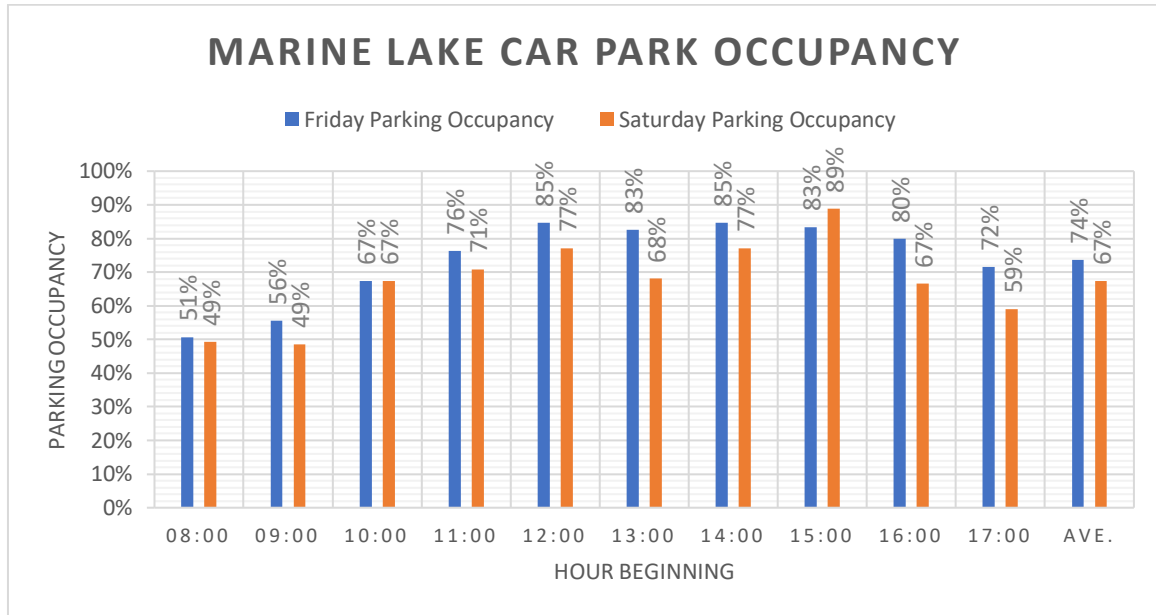 MARINE LAKE CAR PARK OCCUPANCY
Friday Parking Occupancy Saturday Parking Occupancy
PARKING OCCUPANCY
100%
90%
80%
70%
60%
50%
40%
30%
20%
10%
0%
51% 49% 56% 49% 67% 67% 76% 71% 85% 77% 83% 68% 85% 77% 83% 89% 80% 67% 72% 59% 74% 67%
08:00 09:00 10:00 11:00 12:00 13:00 14:00 15:00 16:00 17:00 AVE.
HOUR BEGINNING